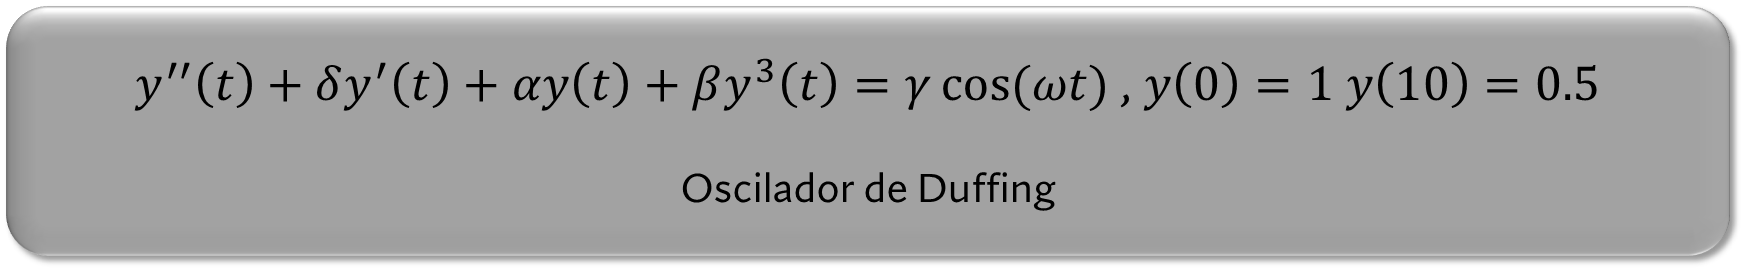 y′′(t) + δy′(t) + αy(t) + βy³(t) = γ cos(ωt) , y(0) = 1 y(10) = 0.5
Oscilador de Duffing